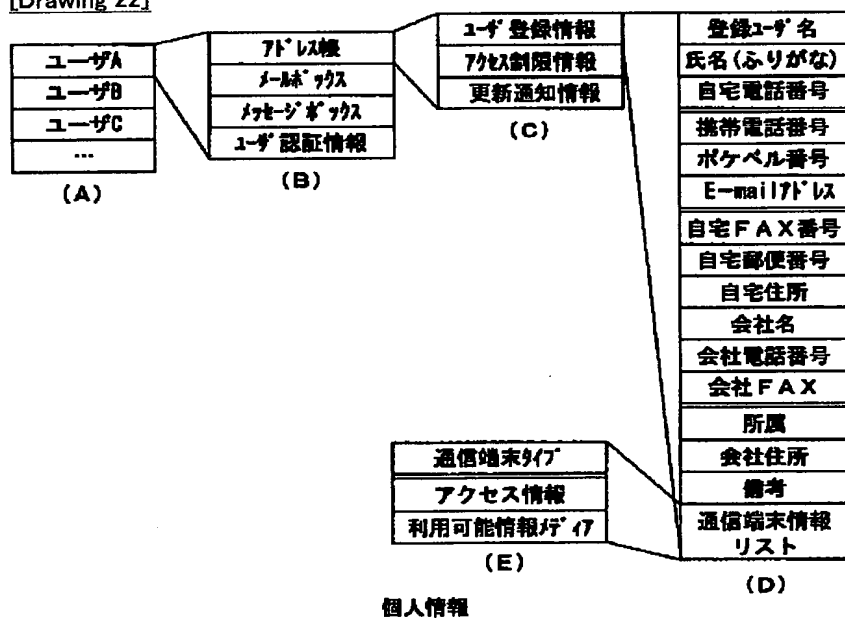 [Drawing 22]
ユーザA
ユーザB
ユーザC
…
(A)
アドレス帳
メールボックス
メッセージボックス
ユーザ認証情報
(B)
ユーザ登録情報
アクセス制限情報
更新通知情報
(C)
登録ユーザ名
氏名(ふりがな)
自宅電話番号
携帯電話番号
ポケベル番号
E-mailアドレス
自宅FAX番号
自宅郵便番号
自宅住所
会社名
会社電話番号
会社FAX
所属
会社住所
備考
通信端末情報
リスト
(D)
通信端末タイプ
アクセス情報
利用可能情報メディア
(E)
個人情報